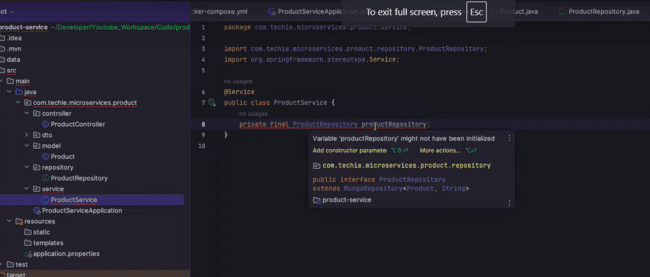 To exit full screen, press Esc
ker-compose.yml
ProductServiceApplication
Product.java
ProductRepository.java
product-service ~/Developer/Youtube_Workspace/Code/prod
.idea
.mvn
data
src
main
java
com.techie.microservices.product
controller
ProductController
dto
model
Product
repository
ProductRepository
service
ProductService
ProductServiceApplication
resources
static
templates
application.properties
test
target
1 package com.techie.microservices.product.service;
3 import com.techie.microservices.product.repository.ProductRepository;
4 import org.springframework.stereotype.Service;
5
no usages
6 @Service
7 public class ProductService {
no usages
8 private final ProductRepository productRepository;
9 }
10
Variable 'productRepository' might not have been initialized
Add constructor parameter
More actions...
com.techie.microservices.product.repository
public interface ProductRepository
extends MongoRepository<Product, String>
product-service